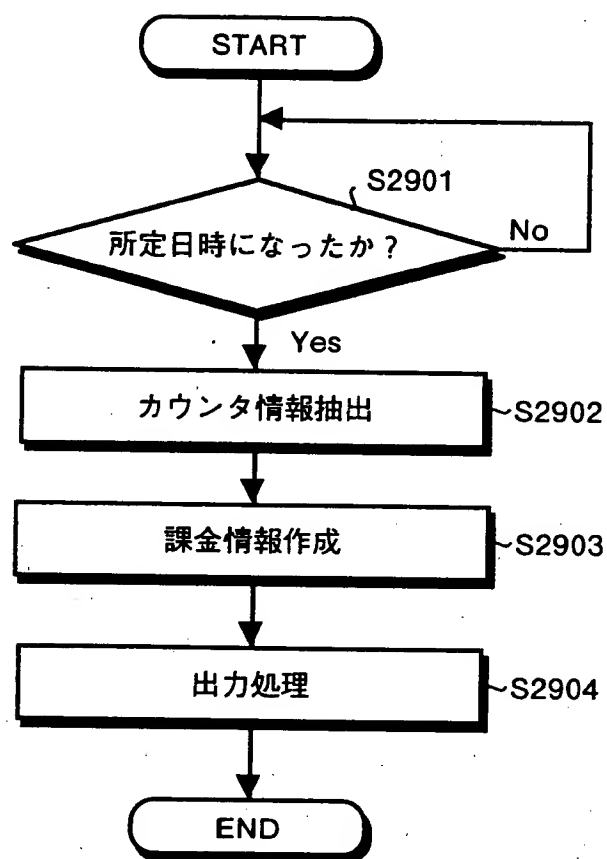 START
S2901
所定日時になったか？
No
Yes
カウンタ情報抽出
S2902
課金情報作成
S2903
出力処理
S2904
END